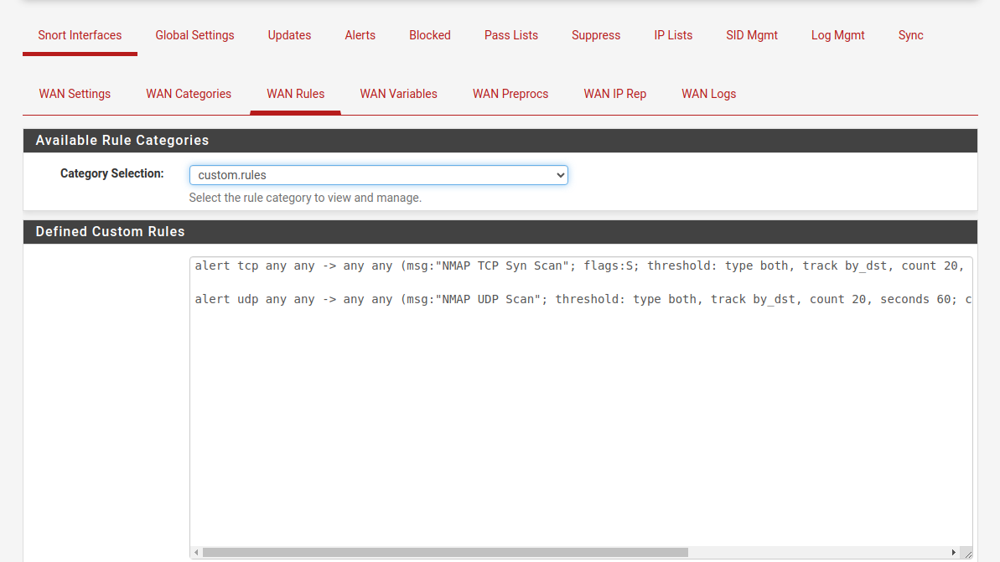 Snort Interfaces Global Settings Updates Alerts Blocked Pass Lists Suppress IP Lists SID Mgmt Log Mgmt Sync
WAN Settings WAN Categories WAN Rules WAN Variables WAN Preprocs WAN IP Rep WAN Logs
Available Rule Categories
Category Selection: custom.rules
Select the rule category to view and manage.
Defined Custom Rules
alert tcp any any -> any any (msg:"NMAP TCP Syn Scan"; flags:S; threshold: type both, track by_dst, count 20,
alert udp any any -> any any (msg:"NMAP UDP Scan"; threshold: type both, track by_dst, count 20, seconds 60; c